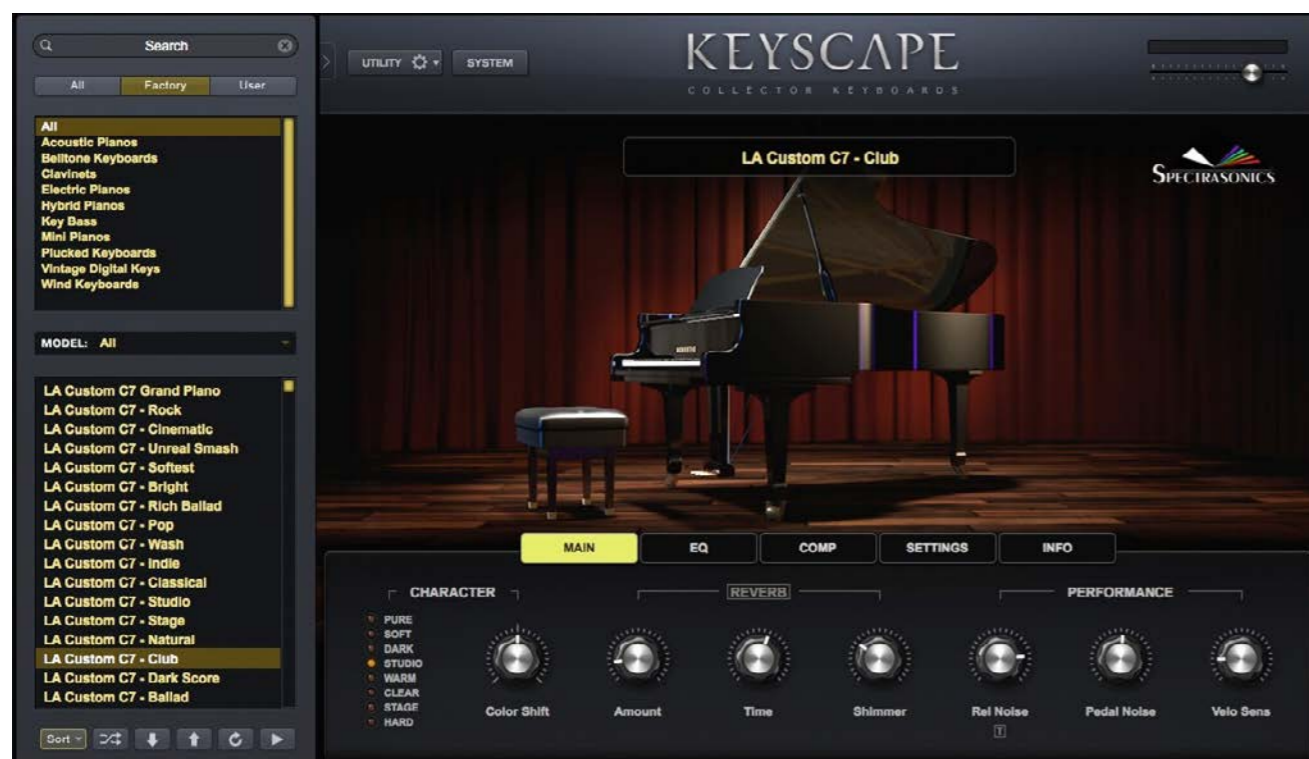 Search
All Factory User
All
Acoustic Pianos
Belltone Keyboards
Clavinets
Electric Pianos
Hybrid Pianos
Key Bass
Mini Pianos
Plucked Keyboards
Vintage Digital Keys
Wind Keyboards
MODEL: All
LA Custom C7 Grand Piano
LA Custom C7 - Rock
LA Custom C7 - Cinematic
LA Custom C7 - Unreal Smash
LA Custom C7 - Softest
LA Custom C7 - Bright
LA Custom C7 - Rich Ballad
LA Custom C7 - Pop
LA Custom C7 - Wash
LA Custom C7 - Indie
LA Custom C7 - Classical
LA Custom C7 - Studio
LA Custom C7 - Stage
LA Custom C7 - Natural
LA Custom C7 - Club
LA Custom C7 - Dark Score
LA Custom C7 - Ballad
Sort
UTILITY SYSTEM
KEYSCAPE
COLLECTOR KEYBOARDS
LA Custom C7 - Club
SPECTRASONICS
MAIN EQ COMP SETTINGS INFO
CHARACTER REVERB PERFORMANCE
PURE
SOFT
DARK
STUDIO
WARM
CLEAR
STAGE
HARD
Color Shift Amount Time Shimmer Rel Noise Pedal Noise Velo Sens
T